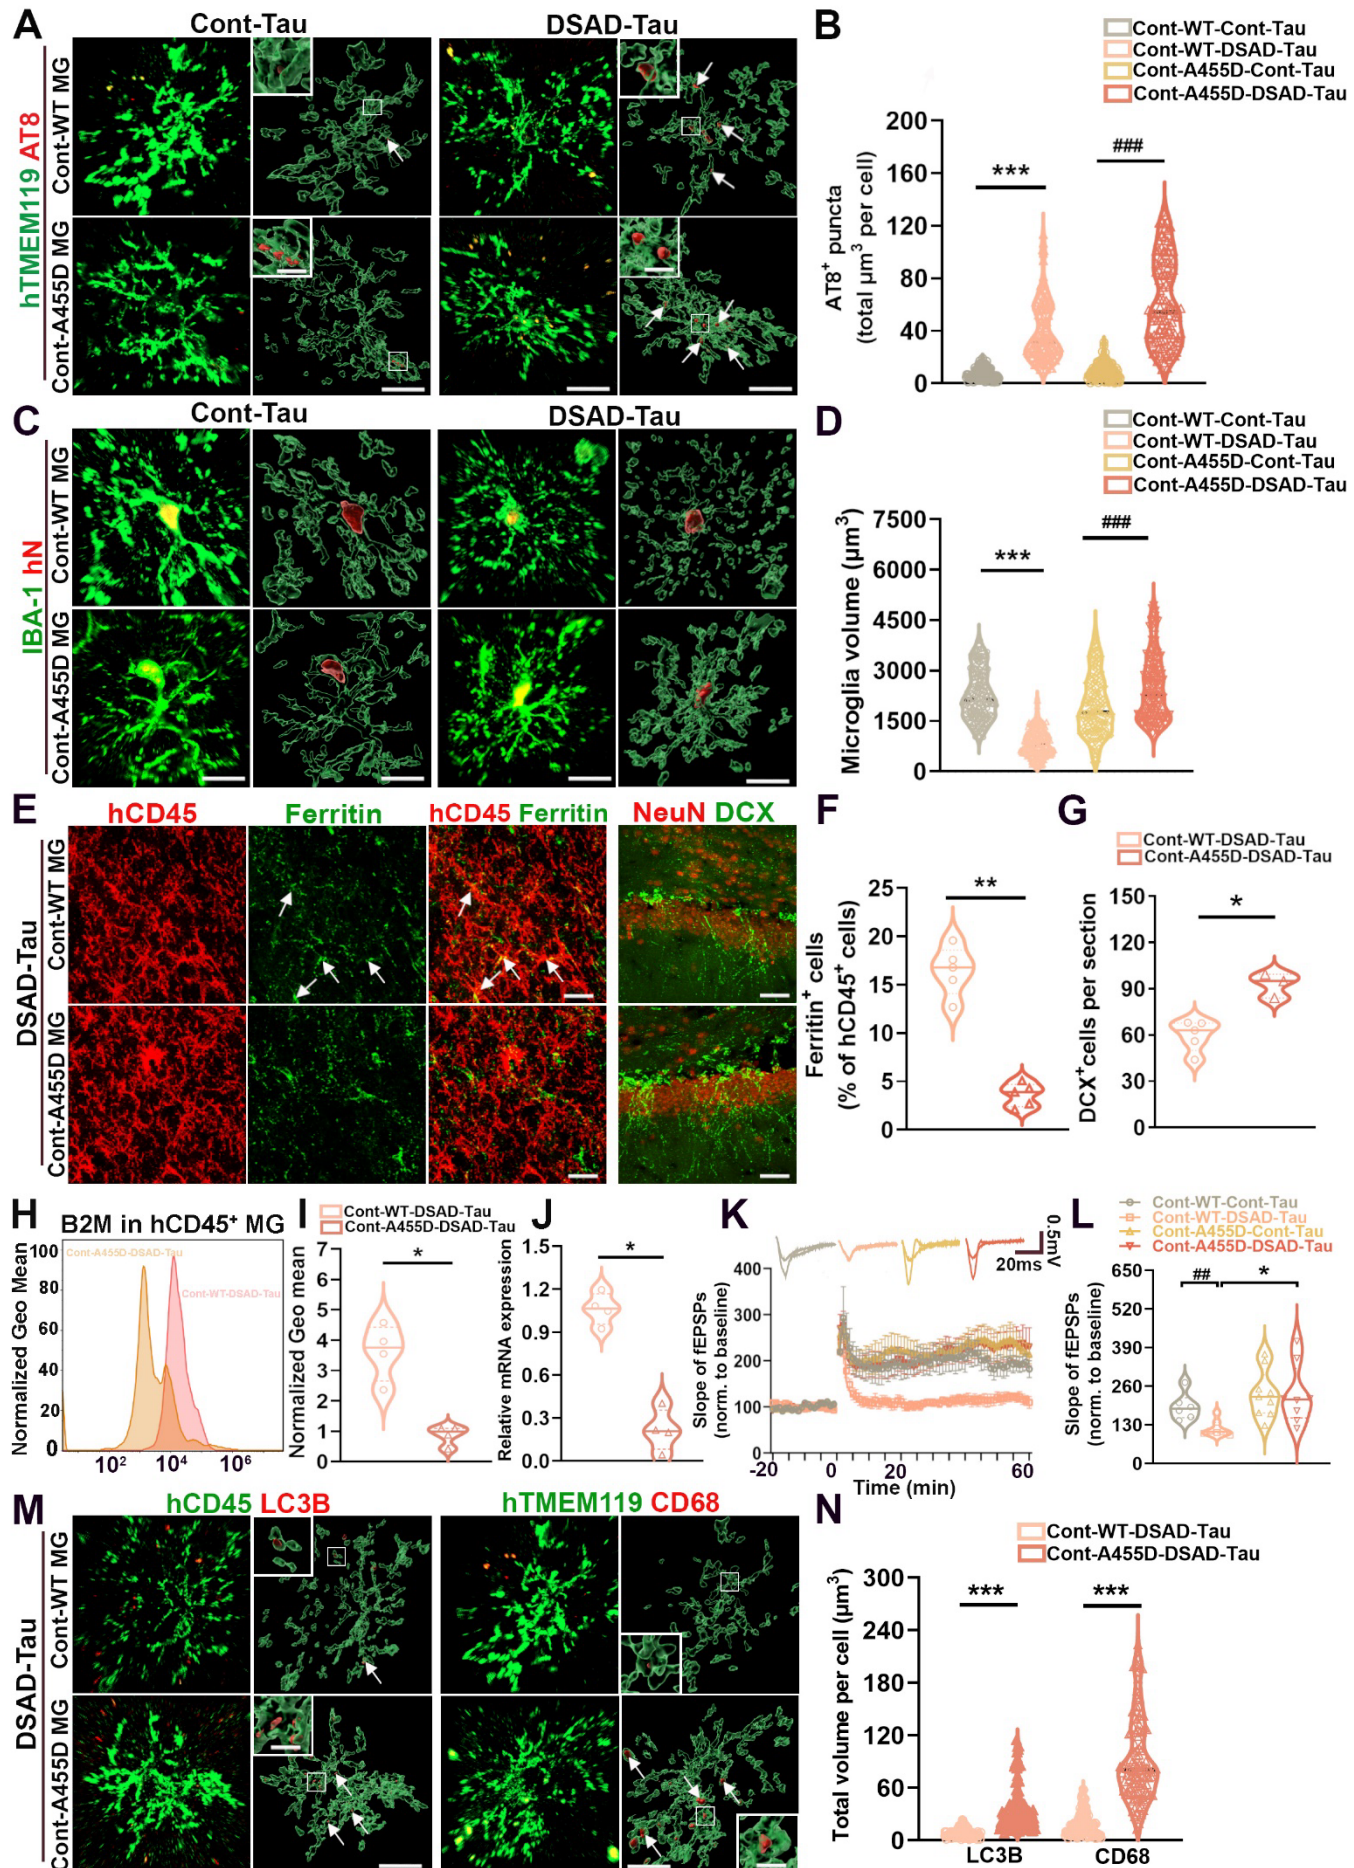 A
Cont-Tau
DSAD-Tau
hTMEM119 AT8
Cont-WT MG
Cont-A455D MG
B
Cont-WT-Cont-Tau
Cont-WT-DSAD-Tau
Cont-A455D-Cont-Tau
Cont-A455D-DSAD-Tau
AT8⁺ puncta
(total µm³ per cell)
200
160
120
80
40
0
***
###
C
Cont-Tau
DSAD-Tau
IBA-1 hN
Cont-WT MG
Cont-A455D MG
D
Cont-WT-Cont-Tau
Cont-WT-DSAD-Tau
Cont-A455D-Cont-Tau
Cont-A455D-DSAD-Tau
Microglia volume (µm³)
7500
6000
4500
3000
1500
0
***
###
E
hCD45
Ferritin
hCD45 Ferritin
NeuN DCX
DSAD-Tau
Cont-WT MG
Cont-A455D MG
F
Ferritin⁺ cells
(% of hCD45⁺ cells)
25
20
15
10
5
0
**
G
Cont-WT-DSAD-Tau
Cont-A455D-DSAD-Tau
DCX⁺cells per section
150
120
90
60
30
0
*
H
B2M in hCD45⁺ MG
Normalized Geo Mean
100
80
60
40
20
0
Cont-A455D-DSAD-Tau
Cont-WT-DSAD-Tau
10²
10⁴
10⁶
I
Cont-WT-DSAD-Tau
Cont-A455D-DSAD-Tau
Normalized Geo mean
7
6
5
4
3
2
1
0
*
J
Relative mRNA expression
1.5
1.2
0.9
0.6
0.3
0.0
*
K
0.5mV
20ms
Slope of fEPSPs
(norm. to baseline)
400
300
200
100
0
-20
0
20
40
60
Time (min)
L
Cont-WT-Cont-Tau
Cont-WT-DSAD-Tau
Cont-A455D-Cont-Tau
Cont-A455D-DSAD-Tau
Slope of fEPSPs
(norm. to baseline)
650
520
390
260
130
0
##
*
M
hCD45 LC3B
hTMEM119 CD68
DSAD-Tau
Cont-WT MG
Cont-A455D MG
N
Cont-WT-DSAD-Tau
Cont-A455D-DSAD-Tau
Total volume per cell (µm³)
300
240
180
120
60
0
***
***
LC3B
CD68